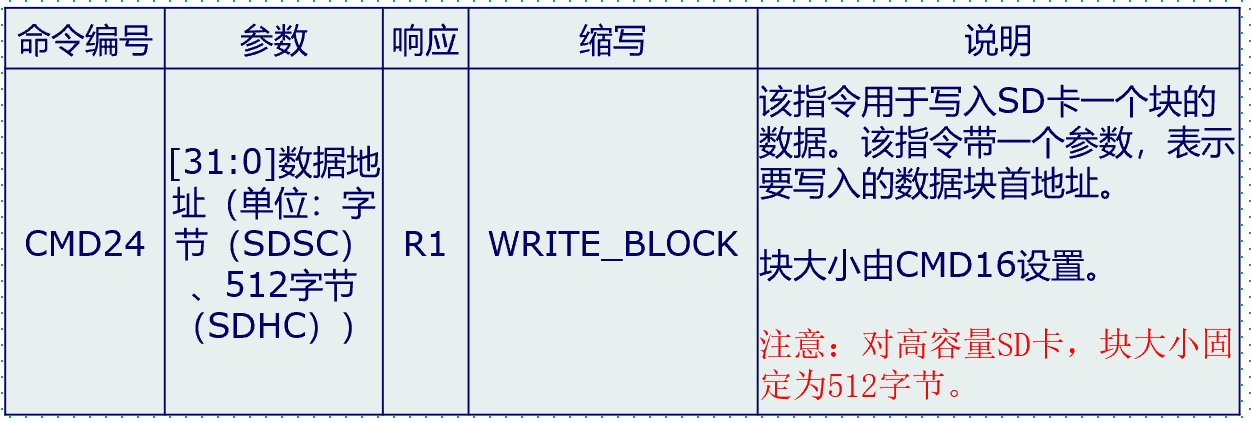 命令编号 参数 响应 缩写 说明
CMD24
[31:0]数据地
址（单位：字
节（SDSC）
、512字节
（SDHC））
R1
WRITE_BLOCK
该指令用于写入SD卡一个块的
数据。该指令带一个参数，表示
要写入的数据块首地址。
块大小由CMD16设置。
注意：对高容量SD卡，块大小固
定为512字节。